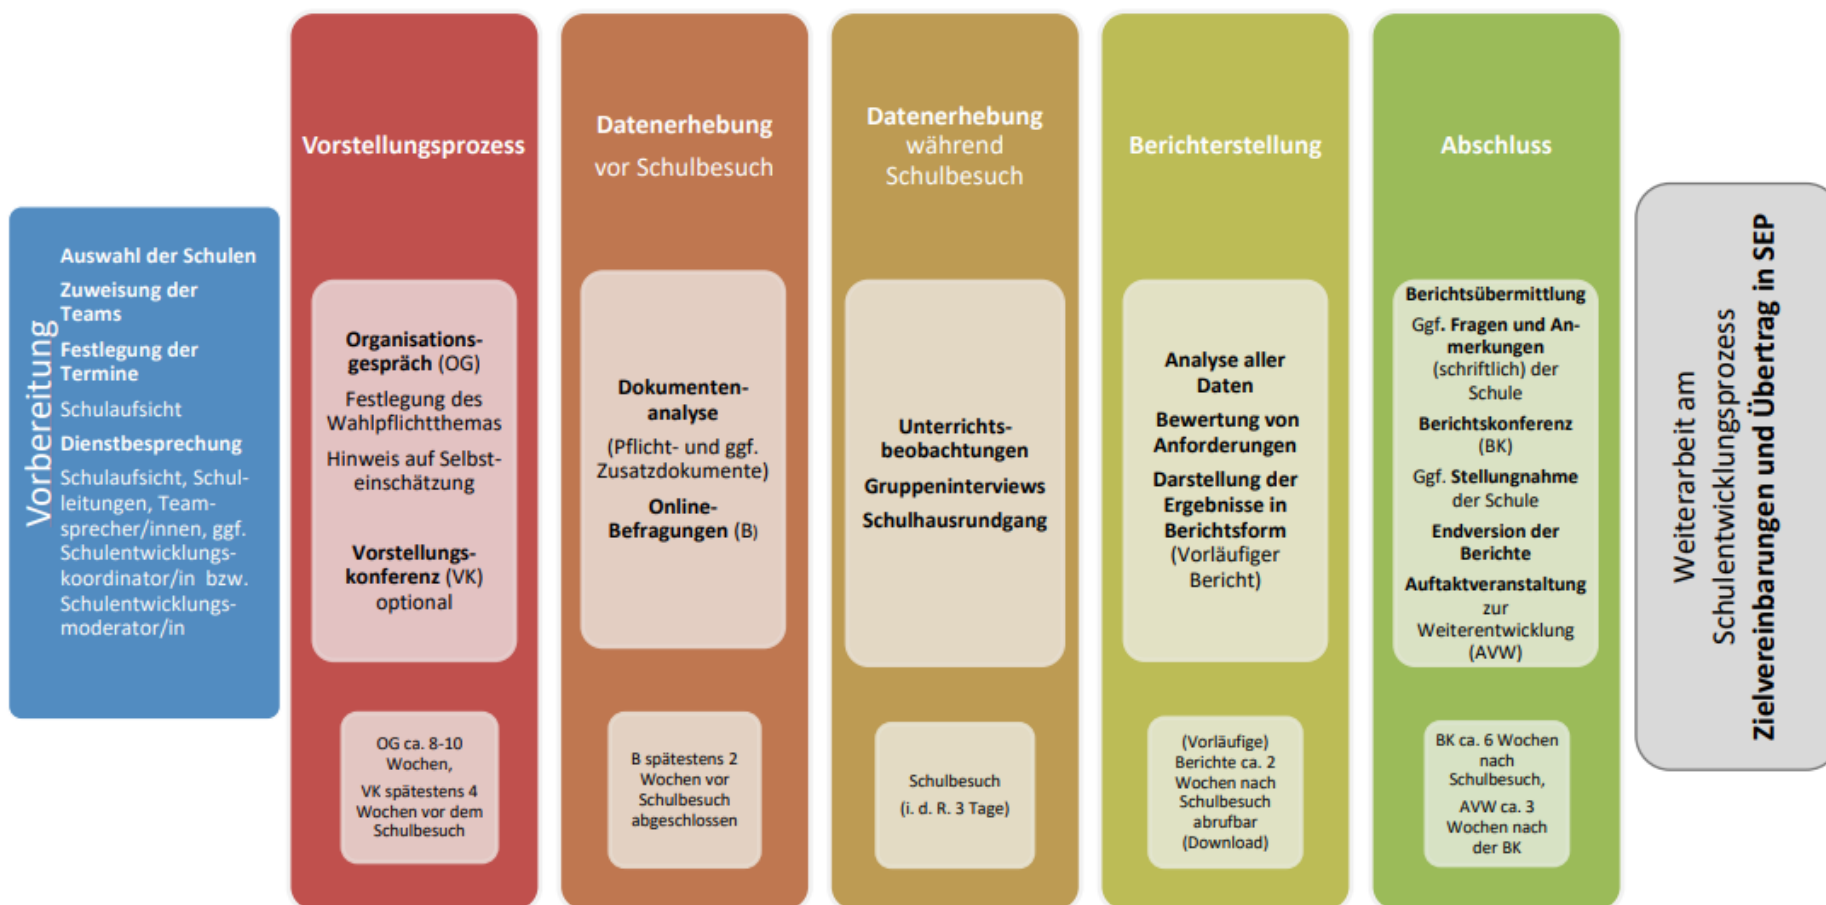 Vorbereitung
Auswahl der Schulen
Zuweisung der
Teams
Festlegung der
Termine
Schulaufsicht
Dienstbesprechung
Schulaufsicht, Schul-
leitungen, Team-
sprecher/innen, ggf.
Schulentwicklungs-
koordinator/in bzw.
Schulentwicklungs-
moderator/in
Vorstellungsprozess
Organisations-
gespräch (OG)
Festlegung des
Wahlpflichtthemas
Hinweis auf Selbst-
einschätzung
Vorstellungs-
konferenz (VK)
optional
OG ca. 8-10
Wochen,
VK spätestens 4
Wochen vor dem
Schulbesuch
Datenerhebung
vor Schulbesuch
Dokumenten-
analyse
(Pflicht- und ggf.
Zusatzdokumente)
Online-
Befragungen (B)
B spätestens 2
Wochen vor
Schulbesuch
abgeschlossen
Datenerhebung
während
Schulbesuch
Unterrichts-
beobachtungen
Gruppeninterviews
Schulhausrundgang
Schulbesuch
(i. d. R. 3 Tage)
Berichterstellung
Analyse aller
Daten
Bewertung von
Anforderungen
Darstellung der
Ergebnisse in
Berichtsform
(Vorläufiger
Bericht)
(Vorläufige)
Berichte ca. 2
Wochen nach
Schulbesuch
abrufbar
(Download)
Abschluss
Berichtsübermittlung
Ggf. Fragen und An-
merkungen
(schriftlich) der
Schule
Berichtskonferenz
(BK)
Ggf. Stellungnahme
der Schule
Endversion der
Berichte
Auftaktveranstaltung
zur
Weiterentwicklung
(AVW)
BK ca. 6 Wochen
nach
Schulbesuch,
AVW ca. 3
Wochen nach
der BK
Weiterarbeit am
Schulentwicklungsprozess
Zielvereinbarungen und Übertrag in SEP